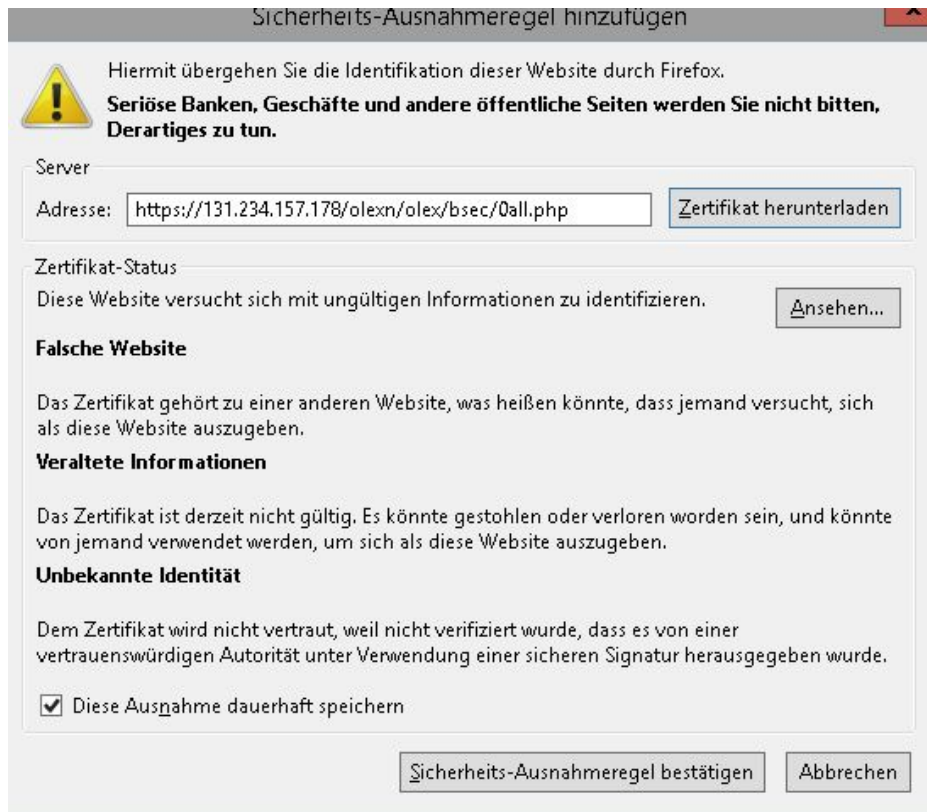 Sicherheits-Ausnahmeregel hinzufügen
Hiermit übergehen Sie die Identifikation dieser Website durch Firefox.
Seriöse Banken, Geschäfte und andere öffentliche Seiten werden Sie nicht bitten,
Derartiges zu tun.
Server
Adresse: https://131.234.157.178/olexn/olex/bsec/0all.php Zertifikat herunterladen
Zertifikat-Status
Diese Website versucht sich mit ungültigen Informationen zu identifizieren. Ansehen...
Falsche Website
Das Zertifikat gehört zu einer anderen Website, was heißen könnte, dass jemand versucht, sich
als diese Website auszugeben.
Veraltete Informationen
Das Zertifikat ist derzeit nicht gültig. Es könnte gestohlen oder verloren worden sein, und könnte
von jemand verwendet werden, um sich als diese Website auszugeben.
Unbekannte Identität
Dem Zertifikat wird nicht vertraut, weil nicht verifiziert wurde, dass es von einer
vertrauenswürdigen Autorität unter Verwendung einer sicheren Signatur herausgegeben wurde.
Diese Ausnahme dauerhaft speichern
Sicherheits-Ausnahmeregel bestätigen Abbrechen